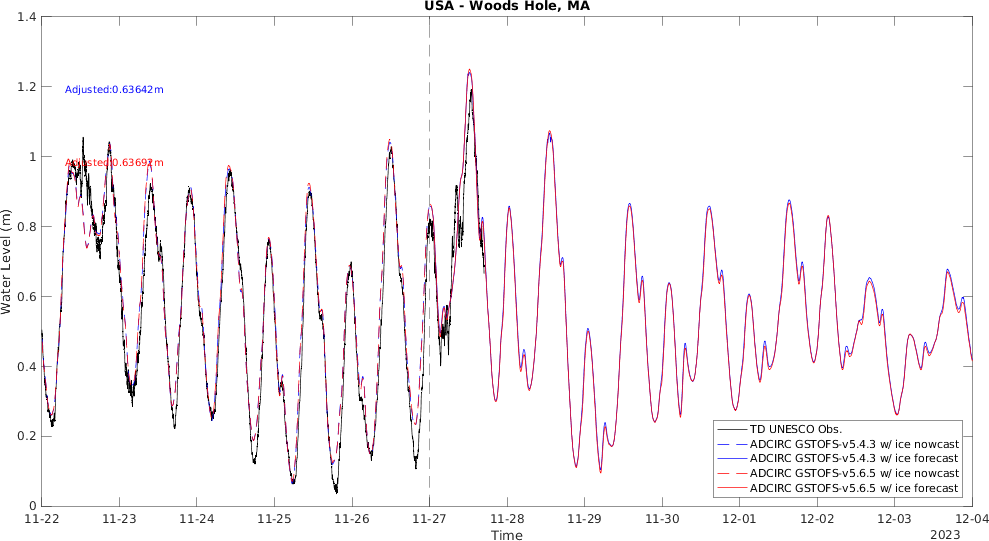 USA - Woods Hole, MA
1.4
1.2
1
0.8
0.6
0.4
0.2
0
Water Level (m)
Adjusted:0.63642m
Adjusted:0.63692m
TD UNESCO Obs.
ADCIRC GSTOFS-v5.4.3 w/ ice nowcast
ADCIRC GSTOFS-v5.4.3 w/ ice forecast
ADCIRC GSTOFS-v5.6.5 w/ ice nowcast
ADCIRC GSTOFS-v5.6.5 w/ ice forecast
11-22 11-23 11-24 11-25 11-26 11-27 11-28 11-29 11-30 12-01 12-02 12-03 12-04
Time
2023